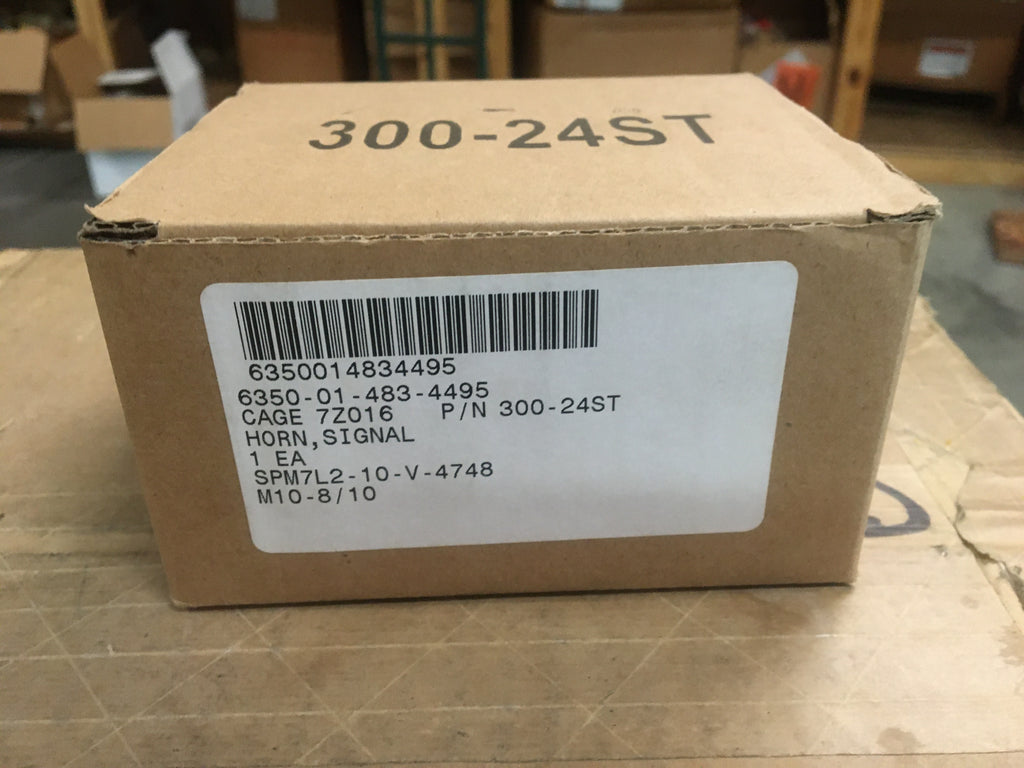 300-24ST
6350014834495
6350-01-483-4495
CAGE 7Z016 P/N 300-24ST
HORN,SIGNAL
1 EA
SPM7L2-10-V-4748
M10-8/10